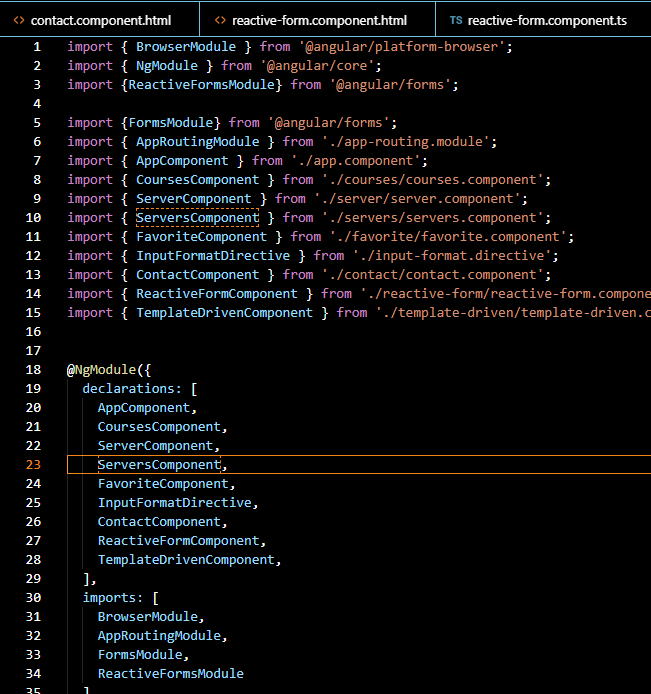 <> contact.component.html <> reactive-form.component.html TS reactive-form.component.ts
1 import { BrowserModule } from '@angular/platform-browser';
2 import { NgModule } from '@angular/core';
3 import {ReactiveFormsModule} from '@angular/forms';
4
5 import {FormsModule} from '@angular/forms';
6 import { AppRoutingModule } from './app-routing.module';
7 import { AppComponent } from './app.component';
8 import { CoursesComponent } from './courses/courses.component';
9 import { ServerComponent } from './server/server.component';
10 import { ServersComponent } from './servers/servers.component';
11 import { FavoriteComponent } from './favorite/favorite.component';
12 import { InputFormatDirective } from './input-format.directive';
13 import { ContactComponent } from './contact/contact.component';
14 import { ReactiveFormComponent } from './reactive-form/reactive-form.compone
15 import { TemplateDrivenComponent } from './template-driven/template-driven.c
16
17
18 @NgModule({
19 declarations: [
20 AppComponent,
21 CoursesComponent,
22 ServerComponent,
23 ServersComponent,
24 FavoriteComponent,
25 InputFormatDirective,
26 ContactComponent,
27 ReactiveFormComponent,
28 TemplateDrivenComponent,
29 ],
30 imports: [
31 BrowserModule,
32 AppRoutingModule,
33 FormsModule,
34 ReactiveFormsModule
35 ]